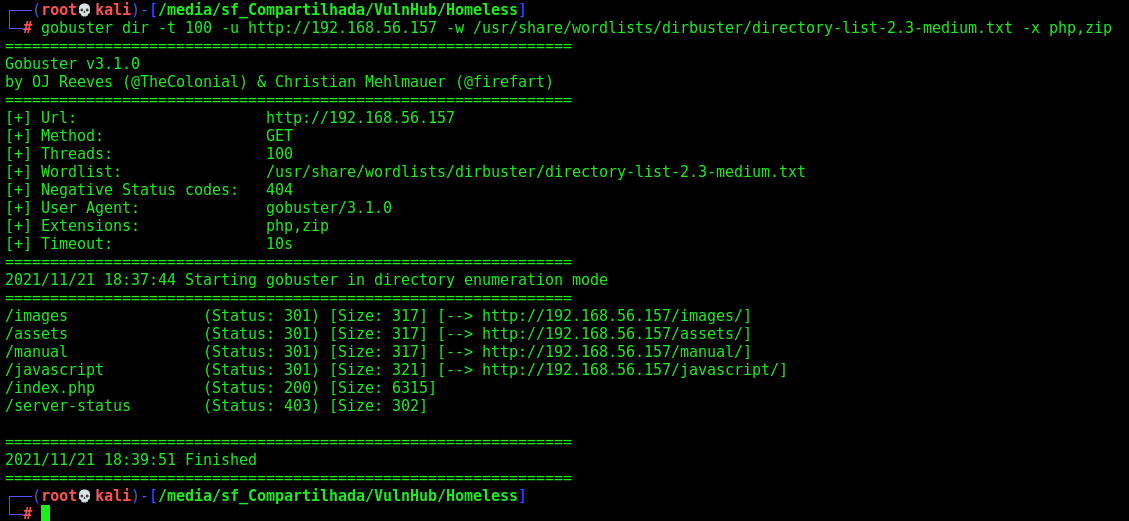 ┌──(root💀kali)-[/media/sf_Compartilhada/VulnHub/Homeless]
└─# gobuster dir -t 100 -u http://192.168.56.157 -w /usr/share/wordlists/dirbuster/directory-list-2.3-medium.txt -x php,zip
===============================================================
Gobuster v3.1.0
by OJ Reeves (@TheColonial) & Christian Mehlmauer (@firefart)
===============================================================
[+] Url:                     http://192.168.56.157
[+] Method:                  GET
[+] Threads:                 100
[+] Wordlist:                /usr/share/wordlists/dirbuster/directory-list-2.3-medium.txt
[+] Negative Status codes:   404
[+] User Agent:              gobuster/3.1.0
[+] Extensions:              php,zip
[+] Timeout:                 10s
===============================================================
2021/11/21 18:37:44 Starting gobuster in directory enumeration mode
===============================================================
/images               (Status: 301) [Size: 317] [--> http://192.168.56.157/images/]
/assets               (Status: 301) [Size: 317] [--> http://192.168.56.157/assets/]
/manual               (Status: 301) [Size: 317] [--> http://192.168.56.157/manual/]
/javascript           (Status: 301) [Size: 321] [--> http://192.168.56.157/javascript/]
/index.php            (Status: 200) [Size: 6315]
/server-status        (Status: 403) [Size: 302]

===============================================================
2021/11/21 18:39:51 Finished
===============================================================
┌──(root💀kali)-[/media/sf_Compartilhada/VulnHub/Homeless]
└─#